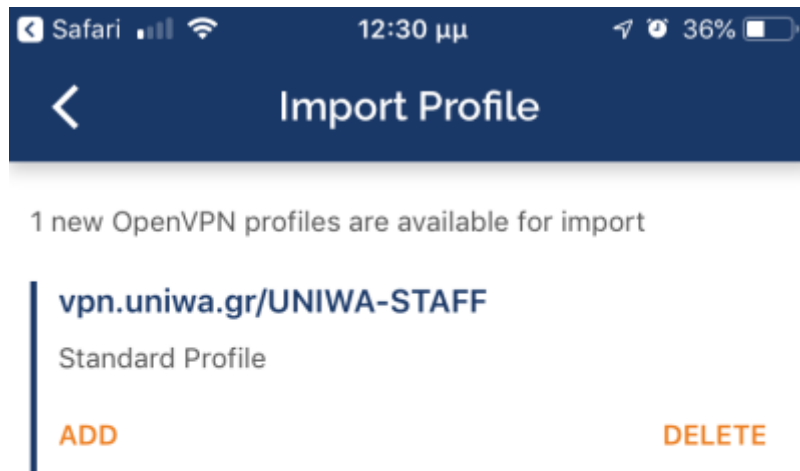 Safari 12:30 μμ 36%
Import Profile
1 new OpenVPN profiles are available for import
vpn.uniwa.gr/UNIWA-STAFF
Standard Profile
ADD DELETE